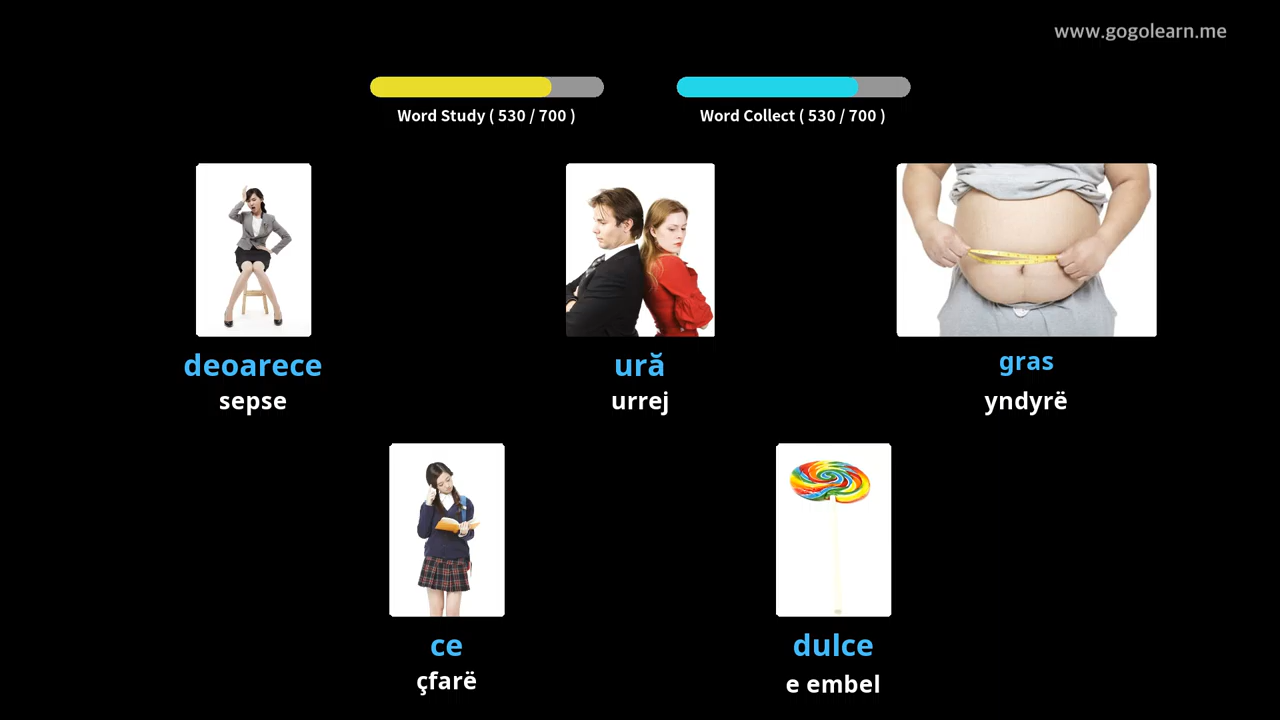 www.gogolearn.me
Word Study ( 530 / 700 )
Word Collect ( 530 / 700 )
deoarece
sepse
ură
urrej
gras
yndyrë
ce
çfarë
dulce
e embel